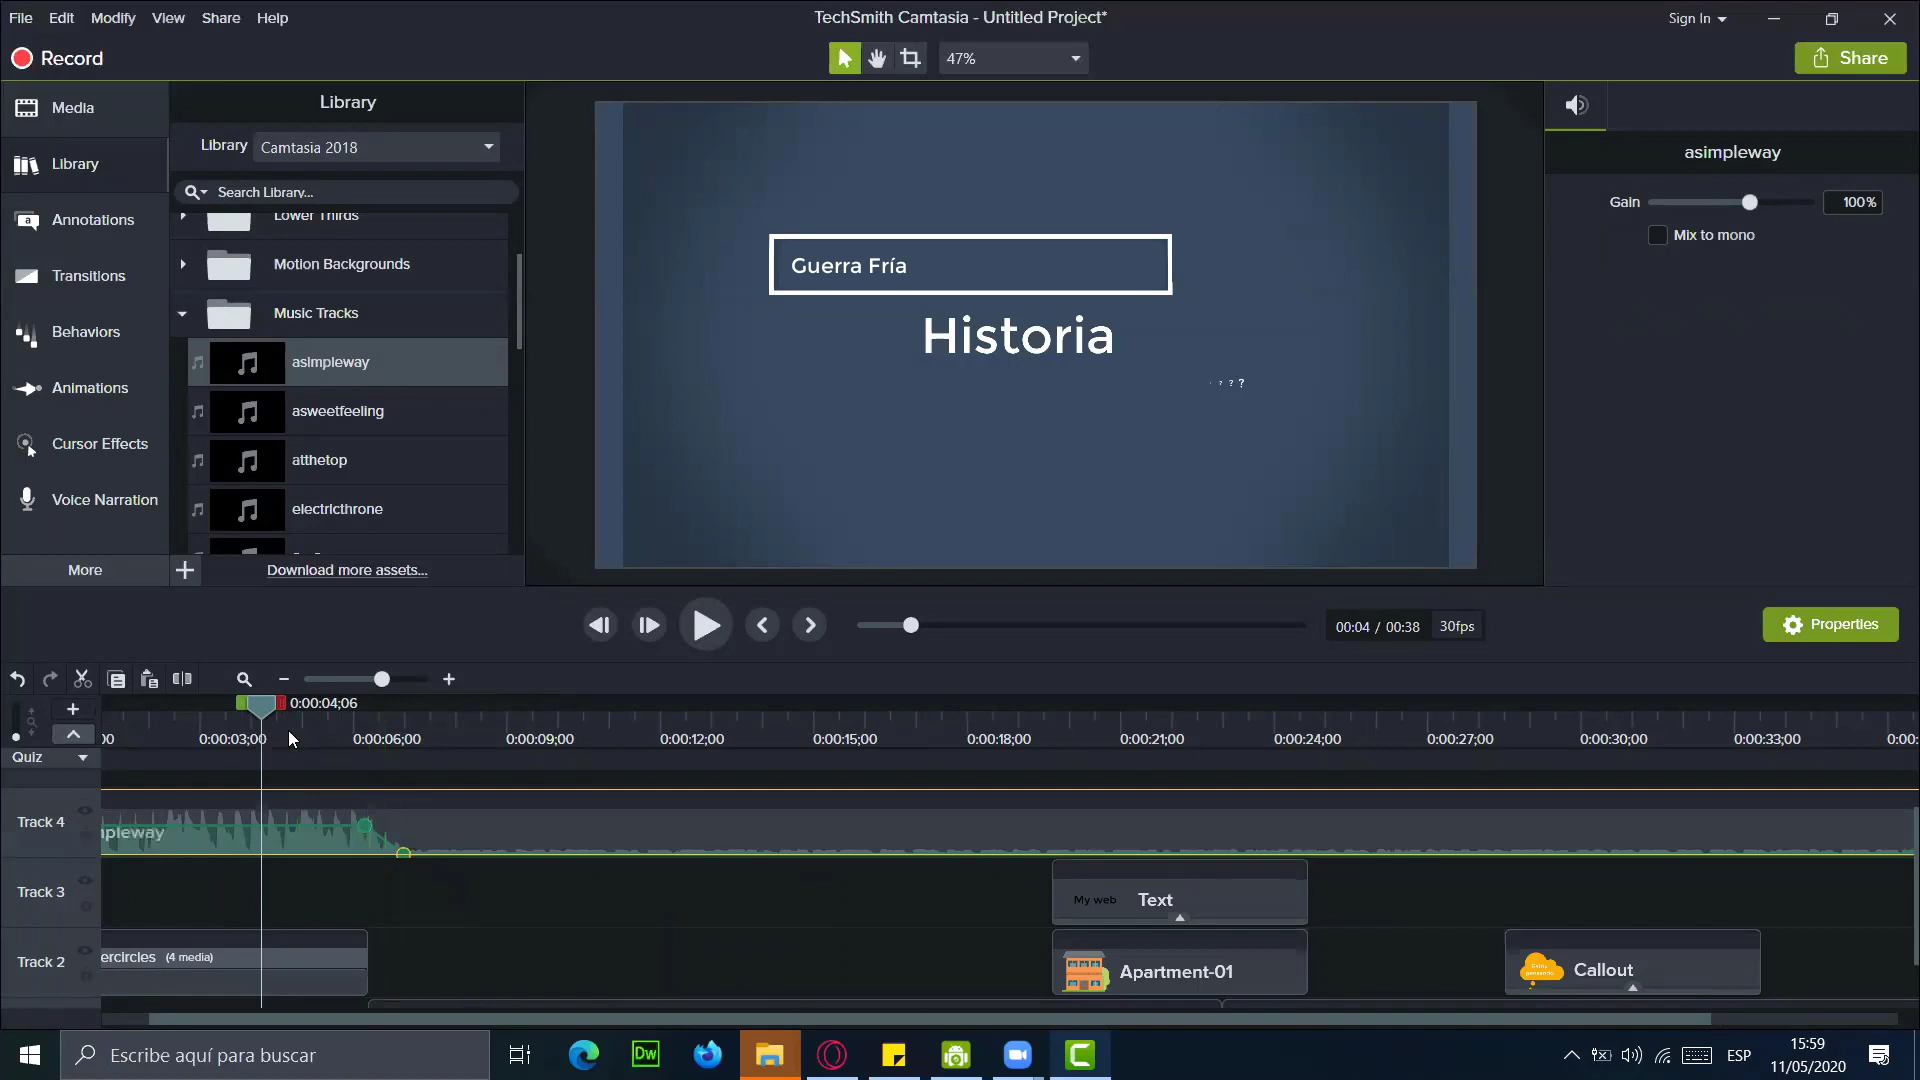 File Edit Modify View Share Help
TechSmith Camtasia - Untitled Project*
Sign In
Record
47%
Share
Media
Library
Annotations
Transitions
Behaviors
Animations
Cursor Effects
Voice Narration
More
Library
Library Camtasia 2018
Search Library...
Lower Thirds
Motion Backgrounds
Music Tracks
asimpleway
asweetfeeling
atthetop
electricthrone
Download more assets...
Guerra Fría
Historia
? ? ?
asimpleway
Gain 100%
Mix to mono
00:04 / 00:38 30fps
Properties
0:00:04;06
00 0:00:03;00 0:00:06;00 0:00:09;00 0:00:12;00 0:00:15;00 0:00:18;00 0:00:21;00 0:00:24;00 0:00:27;00 0:00:30;00 0:00:33;00 0:00:
Quiz
Track 4
mpleway
Track 3
My web Text
Track 2
ercircles (4 media)
Apartment-01
Callout
Escribe aquí para buscar
Dw
ESP
15:59
11/05/2020